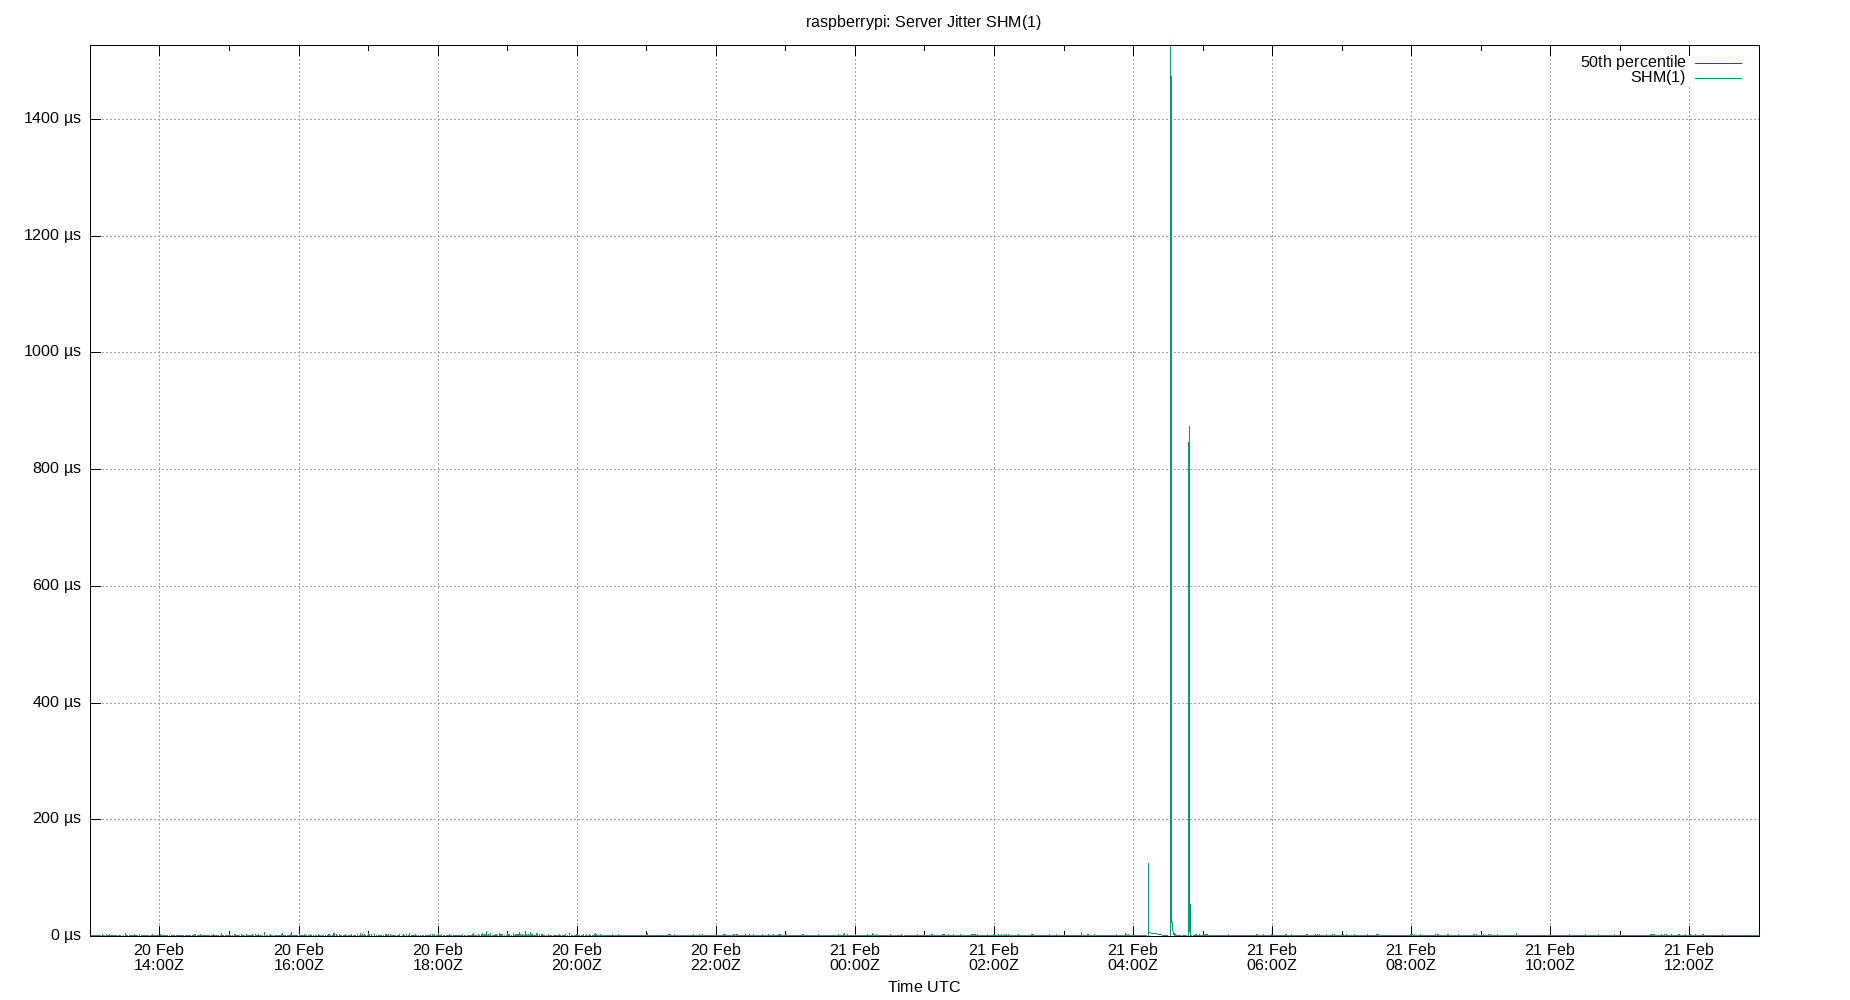 raspberrypi: Server Jitter SHM(1)
50th percentile
SHM(1)
1400 µs
1200 µs
1000 µs
800 µs
600 µs
400 µs
200 µs
0 µs
20 Feb 20 Feb 20 Feb 20 Feb 20 Feb 21 Feb 21 Feb 21 Feb 21 Feb 21 Feb 21 Feb 21 Feb
14:00Z 16:00Z 18:00Z 20:00Z 22:00Z 00:00Z 02:00Z 04:00Z 06:00Z 08:00Z 10:00Z 12:00Z
Time UTC